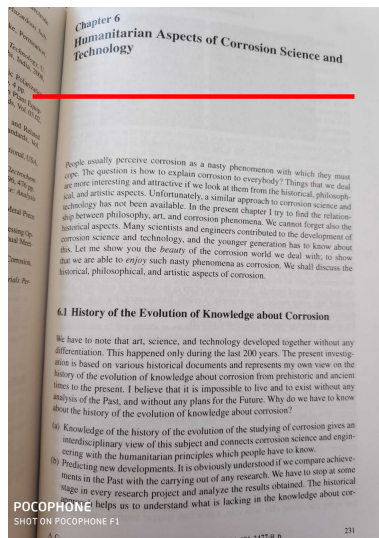 Chapter 6
Humanitarian Aspects of Corrosion Science and
Technology
People usually perceive corrosion as a nasty phenomenon with which they must
cope. The question is how to explain corrosion to everybody? Things that we deal
are more interesting and attractive if we look at them from the historical, philosoph-
ical, and artistic aspects. Unfortunately, a similar approach to corrosion science and
technology has not been available. In the present chapter I try to find the relation-
ship between philosophy, art, and corrosion phenomena. We cannot forget also the
historical aspects. Many scientists and engineers contributed to the development of
corrosion science and technology, and the younger generation has to know about
this. Let me show you the beauty of the corrosion world we deal with; to show
that we are able to enjoy such nasty phenomena as corrosion. We shall discuss the
historical, philosophical, and artistic aspects of corrosion.
6.1 History of the Evolution of Knowledge about Corrosion
We have to note that art, science, and technology developed together without any
differentiation. This happened only during the last 200 years. The present investig-
ation is based on various historical documents and represents my own view on the
history of the evolution of knowledge about corrosion from prehistoric and ancient
times to the present. I believe that it is impossible to live and to exist without any
analysis of the Past, and without any plans for the Future. Why do we have to know
about the history of the evolution of knowledge about corrosion?
(a) Knowledge of the history of the evolution of the studying of corrosion gives an
interdisciplinary view of this subject and connects corrosion science and engin-
eering with the humanitarian principles which people have to know.
(b) Predicting new developments. It is obviously understood if we compare achieve-
ments in the Past with the carrying out of any research. We have to stop at some
stage in every research project and analyze the results obtained. The historical
approach helps us to understand what is lacking in the knowledge about cor-
231
POCOPHONE
SHOT ON POCOPHONE F1